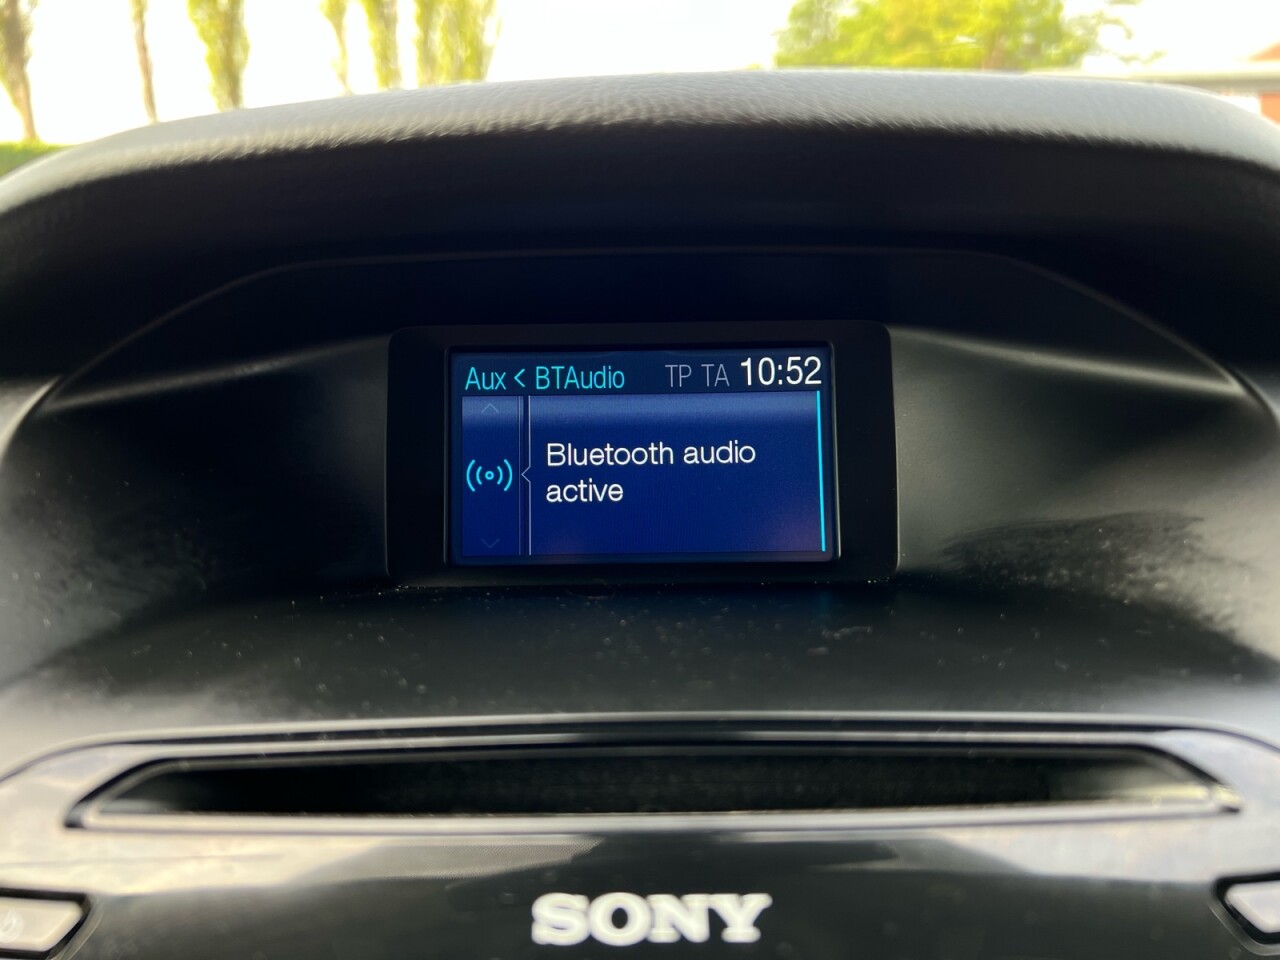 Aux < BTAudio TP TA 10:52
Bluetooth audio
active
SONY